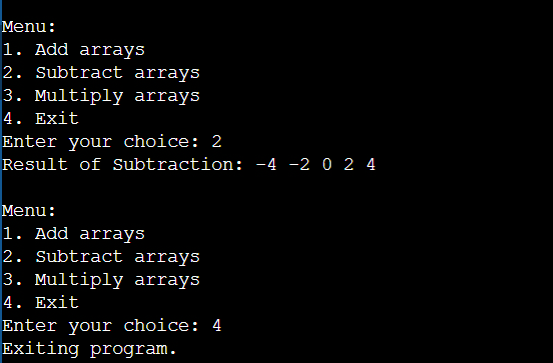 Menu:
1. Add arrays
2. Subtract arrays
3. Multiply arrays
4. Exit
Enter your choice: 2
Result of Subtraction: -4 -2 0 2 4
Menu:
1. Add arrays
2. Subtract arrays
3. Multiply arrays
4. Exit
Enter your choice: 4
Exiting program.